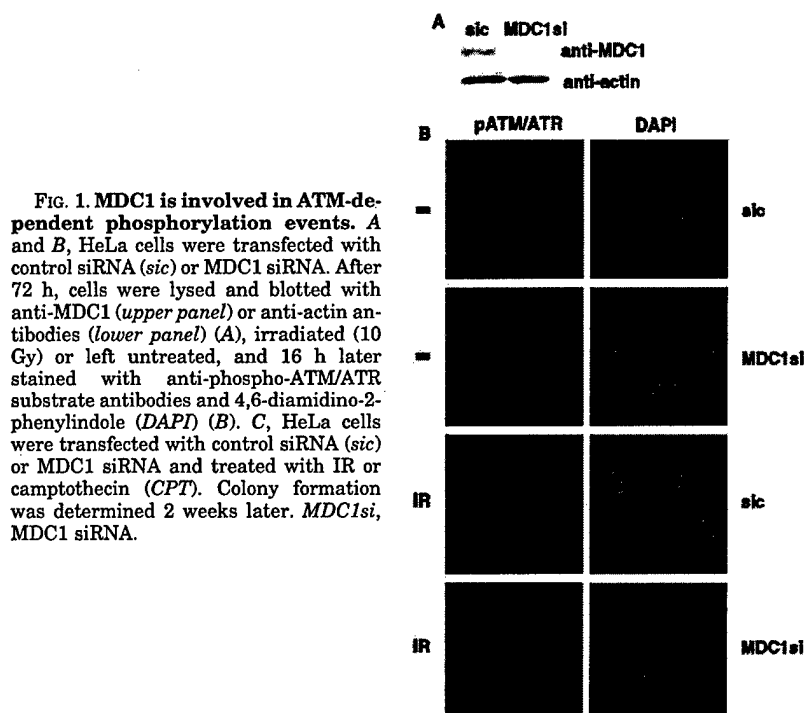 FIG. 1. MDC1 is involved in ATM-de-
pendent phosphorylation events. A
and B, HeLa cells were transfected with
control siRNA (sic) or MDC1 siRNA. After
72 h, cells were lysed and blotted with
anti-MDC1 (upper panel) or anti-actin an-
tibodies (lower panel) (A), irradiated (10
Gy) or left untreated, and 16 h later
stained with anti-phospho-ATM/ATR
substrate antibodies and 4,6-diamidino-2-
phenylindole (DAPI) (B). C, HeLa cells
were transfected with control siRNA (sic)
or MDC1 siRNA and treated with IR or
camptothecin (CPT). Colony formation
was determined 2 weeks later. MDC1si,
MDC1 siRNA.
A
sic MDC1si
anti-MDC1
anti-actin
B
pATM/ATR DAPI
- sic
- MDC1si
IR sic
IR MDC1si